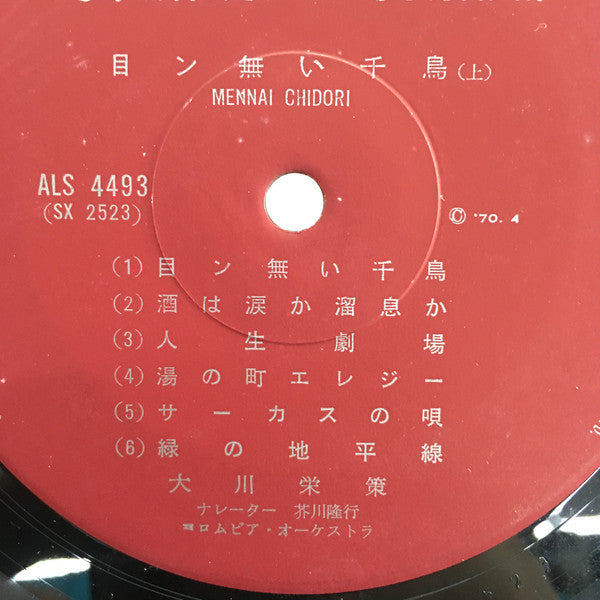 目ン無い千鳥(上)
MENNAI CHIDORI
ALS 4493
(SX 2523)
Ⓒ '70. 4
(1) 目ン無い千鳥
(2) 酒は涙か溜息か
(3) 人生劇場
(4) 湯の町エレジー
(5) サーカスの唄
(6) 緑の地平線
大川栄策
ナレーター 芥川隆行
コロムビア・オーケストラ